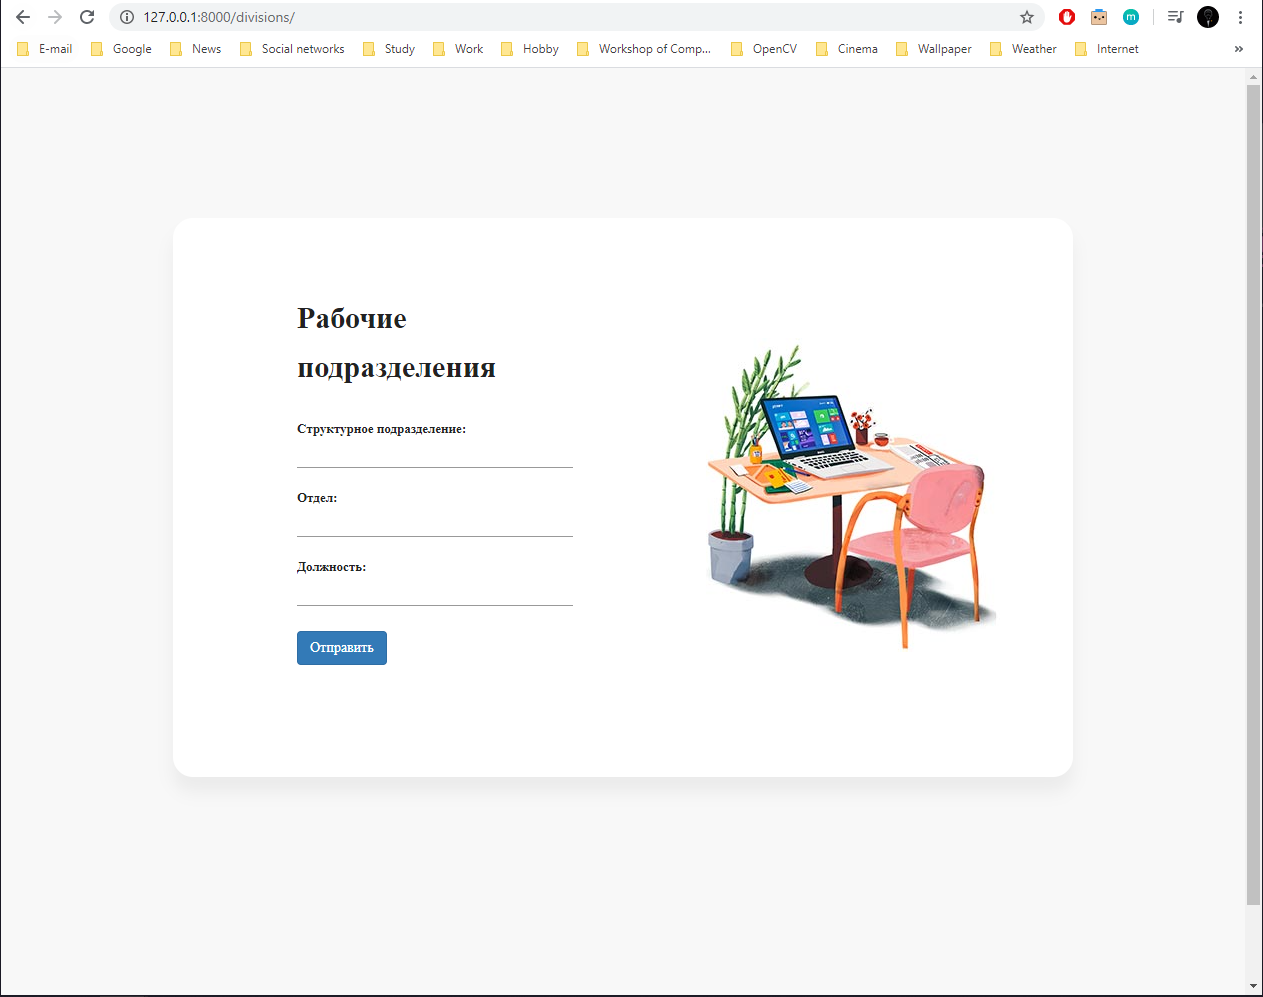 127.0.0.1:8000/divisions/
E-mail Google News Social networks Study Work Hobby Workshop of Comp... OpenCV Cinema Wallpaper Weather Internet »
Рабочие
подразделения
Структурное подразделение:
Отдел:
Должность:
Отправить